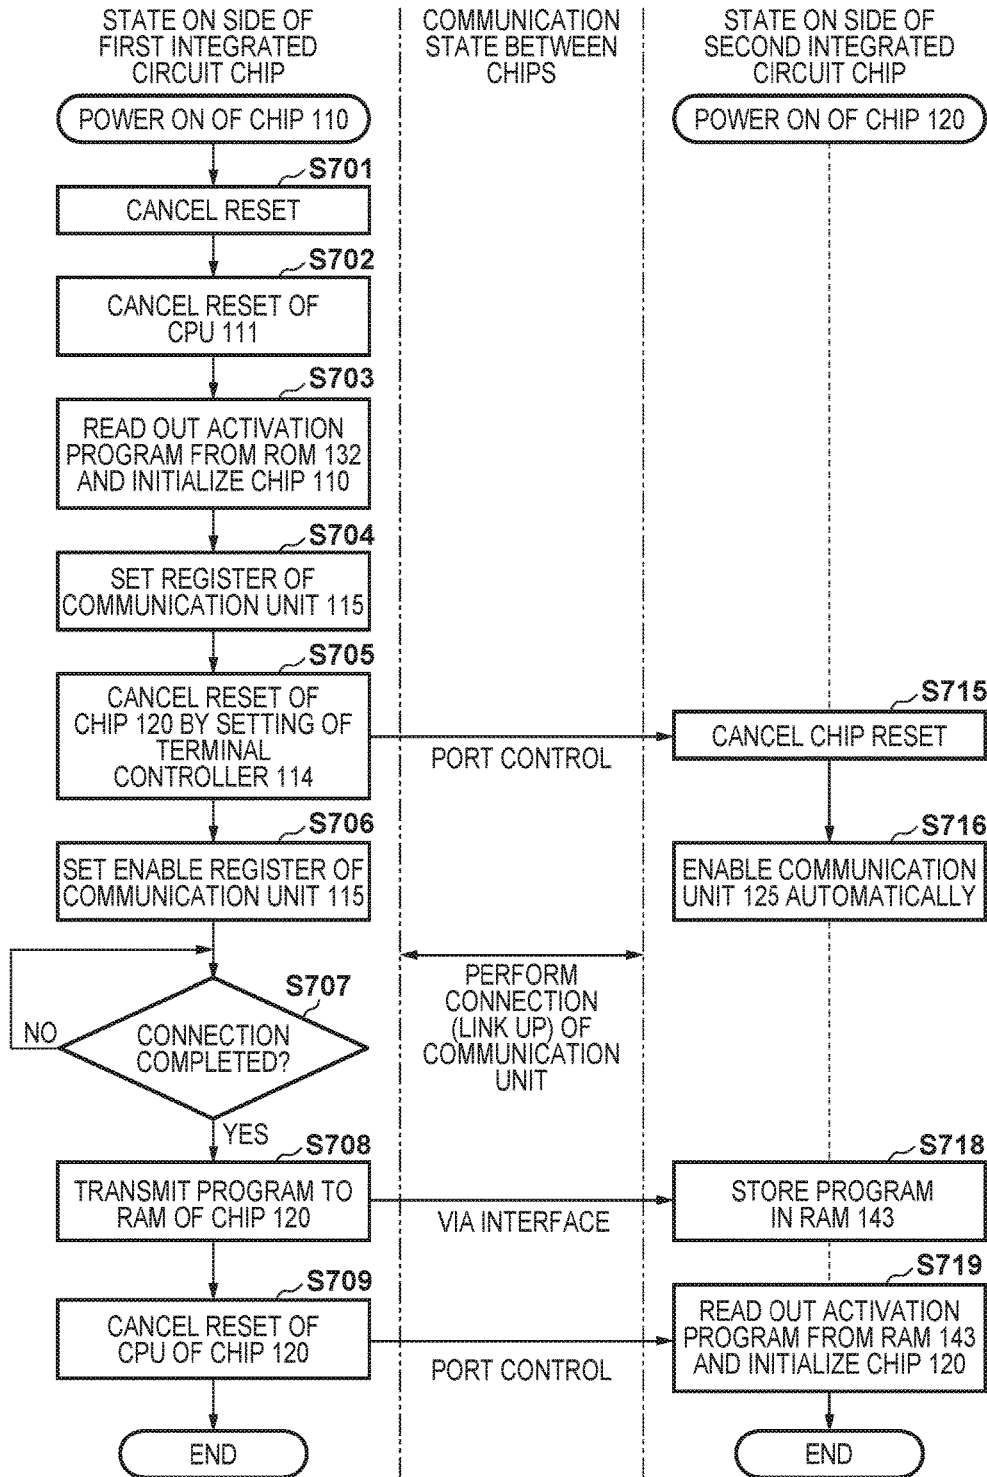 STATE ON SIDE OF
FIRST INTEGRATED
CIRCUIT CHIP
COMMUNICATION
STATE BETWEEN
CHIPS
STATE ON SIDE OF
SECOND INTEGRATED
CIRCUIT CHIP
POWER ON OF CHIP 110
POWER ON OF CHIP 120
S701
CANCEL RESET
S702
CANCEL RESET OF
CPU 111
S703
READ OUT ACTIVATION
PROGRAM FROM ROM 132
AND INITIALIZE CHIP 110
S704
SET REGISTER OF
COMMUNICATION UNIT 115
S705
CANCEL RESET OF
CHIP 120 BY SETTING OF
TERMINAL
CONTROLLER 114
PORT CONTROL
S715
CANCEL CHIP RESET
S706
SET ENABLE REGISTER OF
COMMUNICATION UNIT 115
S716
ENABLE COMMUNICATION
UNIT 125 AUTOMATICALLY
PERFORM
CONNECTION
(LINK UP) OF
COMMUNICATION
UNIT
S707
CONNECTION
COMPLETED?
NO
YES
S708
TRANSMIT PROGRAM TO
RAM OF CHIP 120
VIA INTERFACE
S718
STORE PROGRAM
IN RAM 143
S709
CANCEL RESET OF
CPU OF CHIP 120
PORT CONTROL
S719
READ OUT ACTIVATION
PROGRAM FROM RAM 143
AND INITIALIZE CHIP 120
END
END